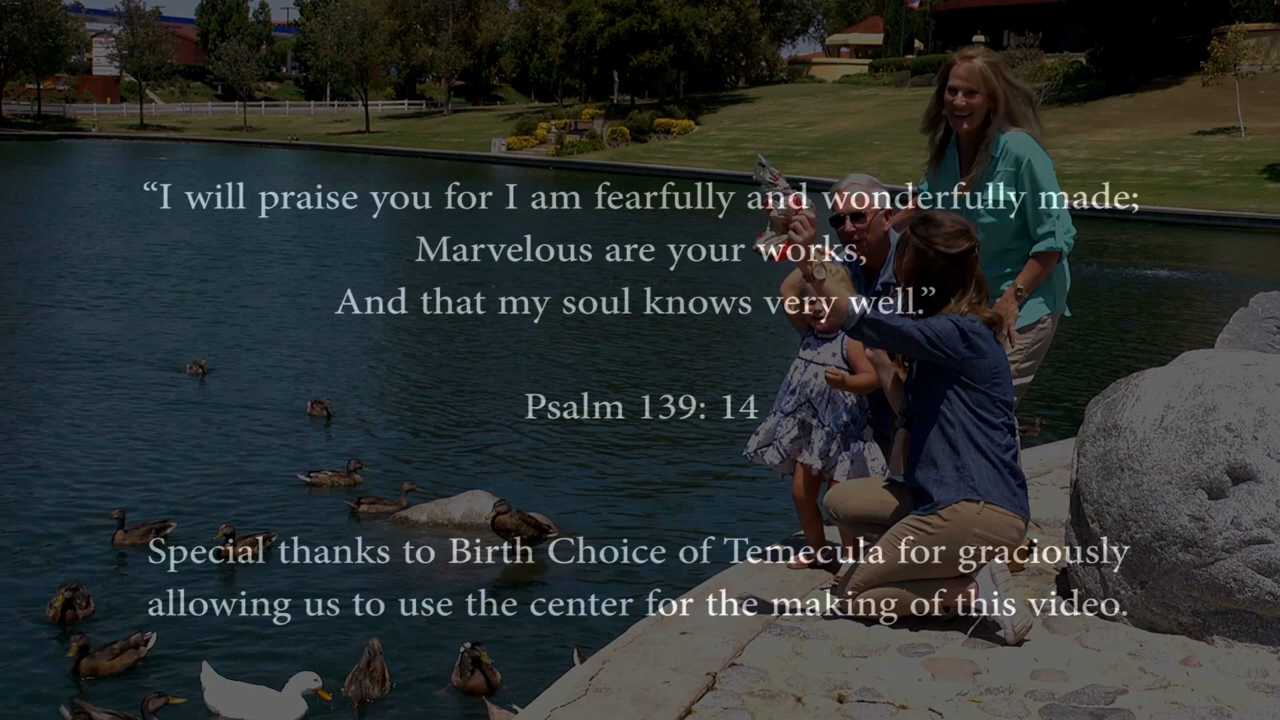 “I will praise you for I am fearfully and wonderfully made;
Marvelous are your works,
And that my soul knows very well.”
Psalm 139: 14
Special thanks to Birth Choice of Temecula for graciously
allowing us to use the center for the making of this video.